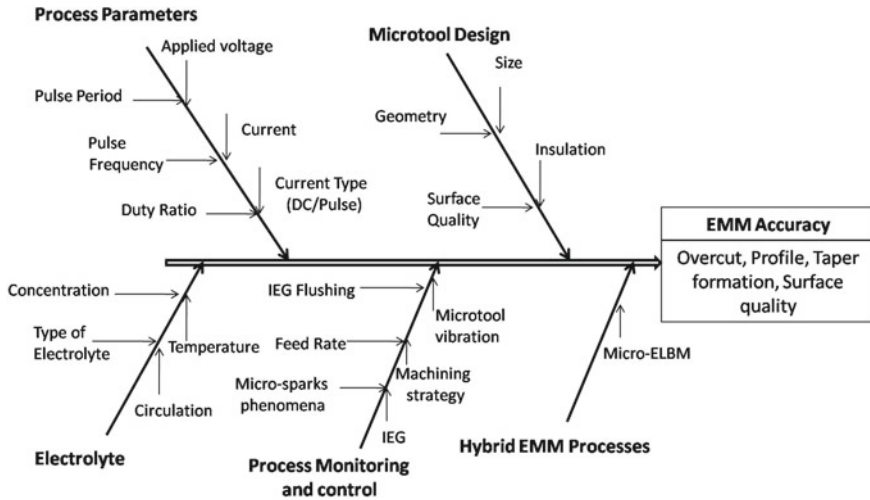 Process Parameters
Applied voltage
Pulse Period
Current
Pulse
Frequency
Current Type
(DC/Pulse)
Duty Ratio
Microtool Design
Size
Geometry
Insulation
Surface
Quality
EMM Accuracy
Overcut, Profile, Taper
formation, Surface
quality
Concentration
Type of
Electrolyte
Temperature
Circulation
Electrolyte
IEG Flushing
Microtool
vibration
Feed Rate
Machining
strategy
Micro-sparks
phenomena
IEG
Process Monitoring
and control
Micro-ELBM
Hybrid EMM Processes